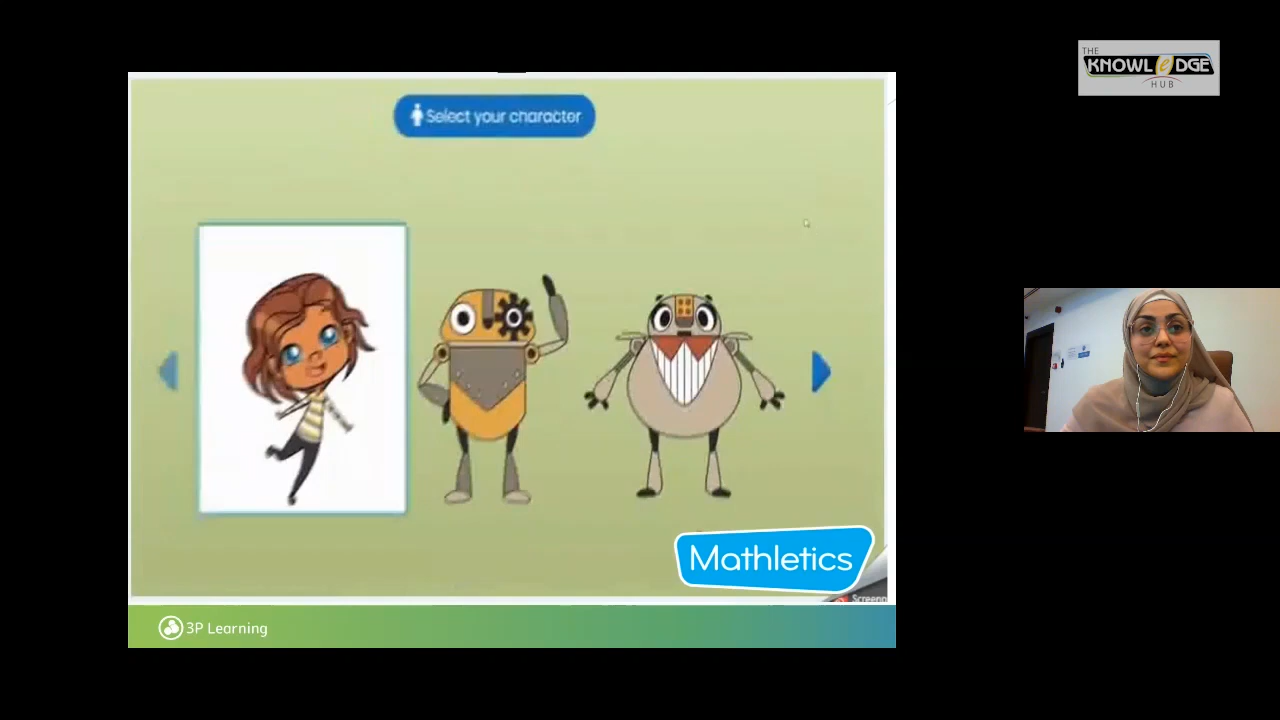 THE
KNOWLEDGE
HUB
Select your character
Mathletics
3P Learning